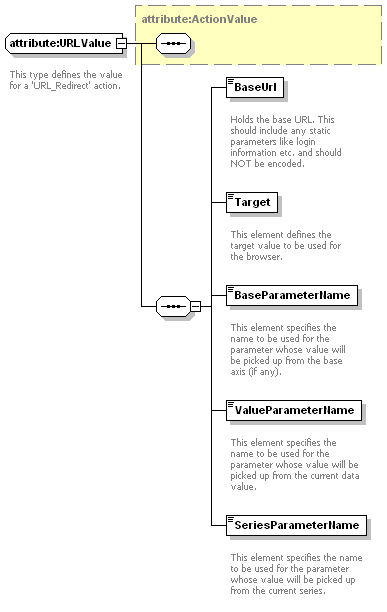 attribute:ActionValue
attribute:URLValue
This type defines the value
for a 'URL_Redirect' action.
BaseUrl
Holds the base URL. This
should include any static
parameters like login
information etc. and should
NOT be encoded.
Target
This element defines the
target value to be used for
the browser.
BaseParameterName
This element specifies the
name to be used for the
parameter whose value will
be picked up from the base
axis (if any).
ValueParameterName
This element specifies the
name to be used for the
parameter whose value will be
picked up from the current data
value.
SeriesParameterName
This element specifies the name
to be used for the parameter
whose value will be picked up
from the current series.